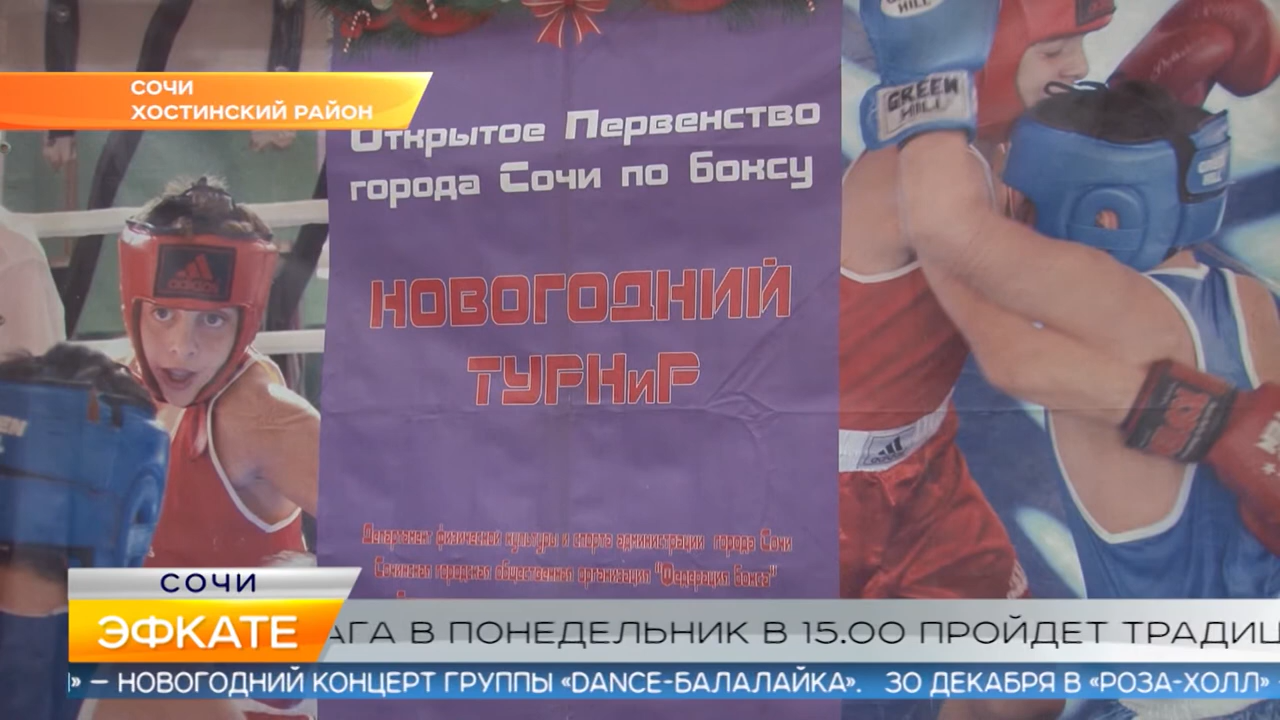 GREEN
HILL
СОЧИ
ХОСТИНСКИЙ РАЙОН
Открытое Первенство
города Сочи по боксу
adidas
НОВОГОДНИЙ
ТУРНиР
adidas
Департамент физической культуры и спорта администрации города Сочи
Сочинская городская общественная организация "Федерация бокса"
СОЧИ
ЭФКАТЕ
АГА В ПОНЕДЕЛЬНИК В 15.00 ПРОЙДЕТ ТРАДИЦ
» – НОВОГОДНИЙ КОНЦЕРТ ГРУППЫ «DANCE-БАЛАЛАЙКА». 30 ДЕКАБРЯ В «РОЗА-ХОЛЛ» -